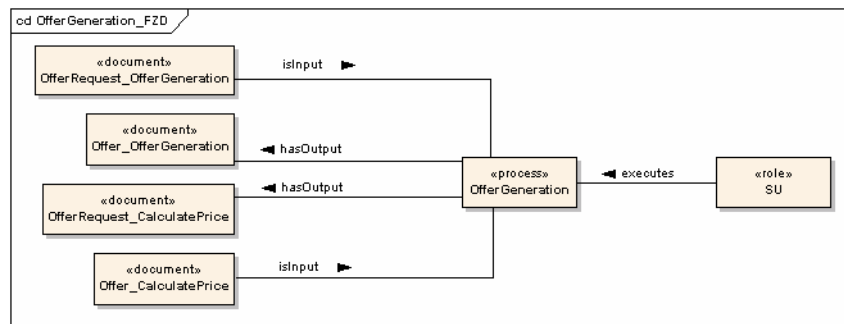 cd OfferGeneration_FZD
«document»
OfferRequest_OfferGeneration
isInput
«document»
Offer_OfferGeneration
hasOutput
«process»
OfferGeneration
executes
«role»
SU
hasOutput
«document»
OfferRequest_CalculatePrice
«document»
Offer_CalculatePrice
isInput